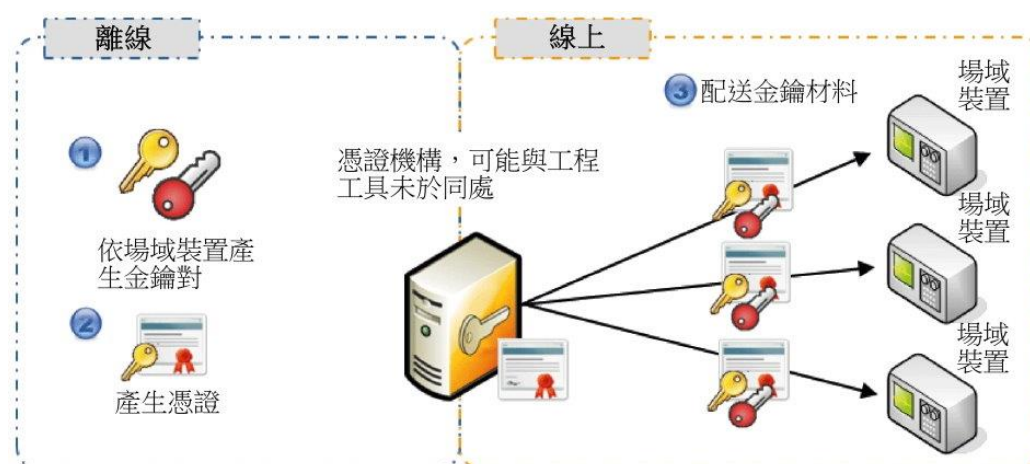 離線
線上
3 配送金鑰材料
場域
裝置
1
憑證機構，可能與工程
工具未於同處
場域
裝置
依場域裝置產
生金鑰對
2
場域
裝置
產生憑證